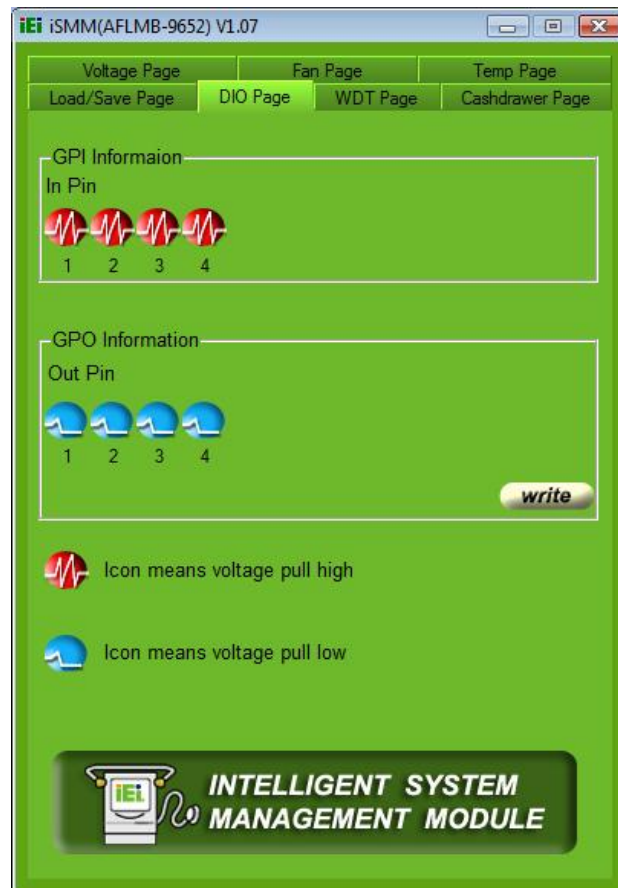 iEi iSMM(AFLMB-9652) V1.07
Voltage Page Fan Page Temp Page
Load/Save Page DIO Page WDT Page Cashdrawer Page
GPI Informaion
In Pin
1 2 3 4
GPO Information
Out Pin
1 2 3 4
write
Icon means voltage pull high
Icon means voltage pull low
iEi INTELLIGENT SYSTEM
MANAGEMENT MODULE